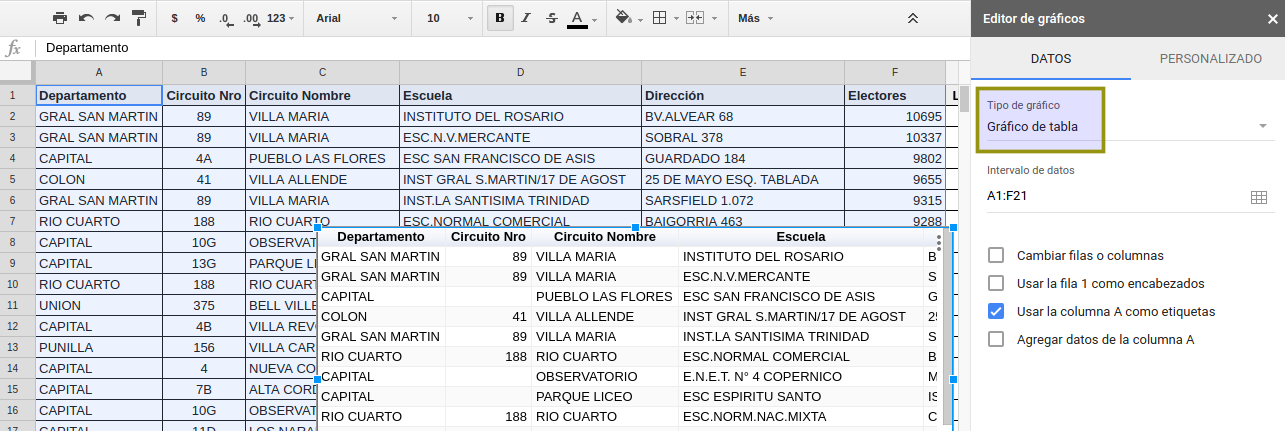 $ % .0 .00 123 Arial 10 B I S A Más
Editor de gráficos
fx Departamento
DATOS PERSONALIZADO
A B C D E F
1 Departamento Circuito Nro Circuito Nombre Escuela Dirección Electores L
2 GRAL SAN MARTIN 89 VILLA MARIA INSTITUTO DEL ROSARIO BV.ALVEAR 68 10695
3 GRAL SAN MARTIN 89 VILLA MARIA ESC.N.V.MERCANTE SOBRAL 378 10337
4 CAPITAL 4A PUEBLO LAS FLORES ESC SAN FRANCISCO DE ASIS GUARDADO 184 9802
5 COLON 41 VILLA ALLENDE INST GRAL S.MARTIN/17 DE AGOST 25 DE MAYO ESQ. TABLADA 9655
6 GRAL SAN MARTIN 89 VILLA MARIA INST.LA SANTISIMA TRINIDAD SARSFIELD 1.072 9315
7 RIO CUARTO 188 RIO CUARTO ESC.NORMAL COMERCIAL BAIGORRIA 463 9288
8 CAPITAL 10G OBSERVAT
9 CAPITAL 13G PARQUE LI
10 RIO CUARTO 188 RIO CUART
11 UNION 375 BELL VILLE
12 CAPITAL 4B VILLA REV
13 PUNILLA 156 VILLA CAR
14 CAPITAL 4 NUEVA CO
15 CAPITAL 7B ALTA CORD
16 CAPITAL 10G OBSERVAT
17 CAPITAL 11D LOS NARA
Departamento Circuito Nro Circuito Nombre Escuela
GRAL SAN MARTIN 89 VILLA MARIA INSTITUTO DEL ROSARIO B
GRAL SAN MARTIN 89 VILLA MARIA ESC.N.V.MERCANTE S
CAPITAL PUEBLO LAS FLORES ESC SAN FRANCISCO DE ASIS G
COLON 41 VILLA ALLENDE INST GRAL S.MARTIN/17 DE AGOST 25
GRAL SAN MARTIN 89 VILLA MARIA INST.LA SANTISIMA TRINIDAD S
RIO CUARTO 188 RIO CUARTO ESC.NORMAL COMERCIAL B
CAPITAL OBSERVATORIO E.N.E.T. N° 4 COPERNICO M
CAPITAL PARQUE LICEO ESC ESPIRITU SANTO IS
RIO CUARTO 188 RIO CUARTO ESC.NORM.NAC.MIXTA C
Tipo de gráfico
Gráfico de tabla
Intervalo de datos
A1:F21
Cambiar filas o columnas
Usar la fila 1 como encabezados
Usar la columna A como etiquetas
Agregar datos de la columna A